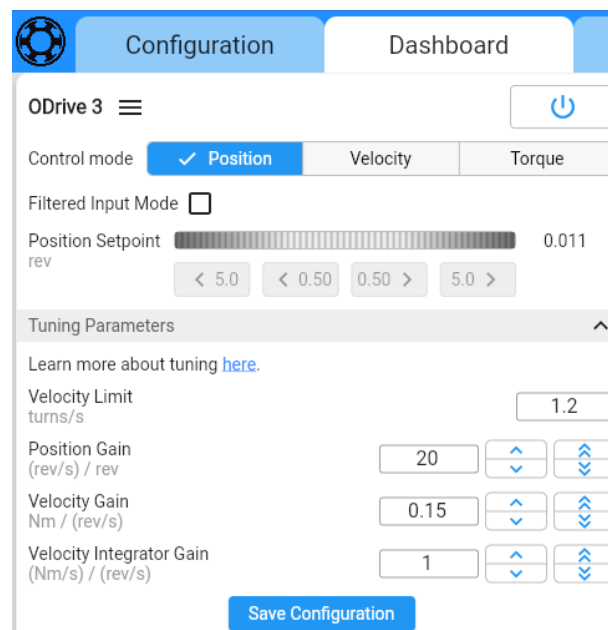 Configuration Dashboard
ODrive 3
Control mode Position Velocity Torque
Filtered Input Mode
Position Setpoint 0.011
rev
< 5.0 < 0.50 0.50 > 5.0 >
Tuning Parameters
Learn more about tuning here.
Velocity Limit
turns/s
1.2
Position Gain
(rev/s) / rev
20
Velocity Gain
Nm / (rev/s)
0.15
Velocity Integrator Gain
(Nm/s) / (rev/s)
1
Save Configuration